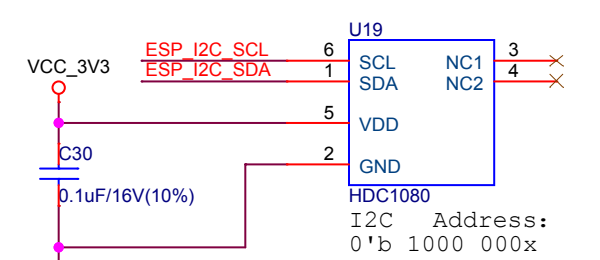 U19
ESP_I2C_SCL 6 SCL NC1 3
ESP_I2C_SDA 1 SDA NC2 4
VCC_3V3
5 VDD
C30
2 GND
0.1uF/16V(10%)
HDC1080
I2C Address:
0'b 1000 000x